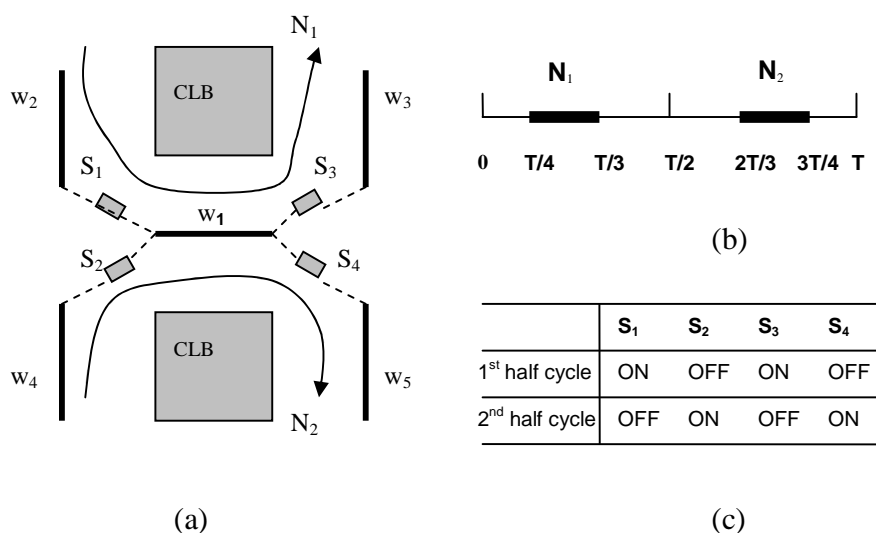 N₁
CLB
w₂
w₃
S₁
S₃
w₁
S₂
S₄
CLB
w₄
w₅
N₂
(a)
N₁ N₂
0 T/4 T/3 T/2 2T/3 3T/4 T
(b)
S₁ S₂ S₃ S₄
1ˢᵗ half cycle ON OFF ON OFF
2ⁿᵈ half cycle OFF ON OFF ON
(c)